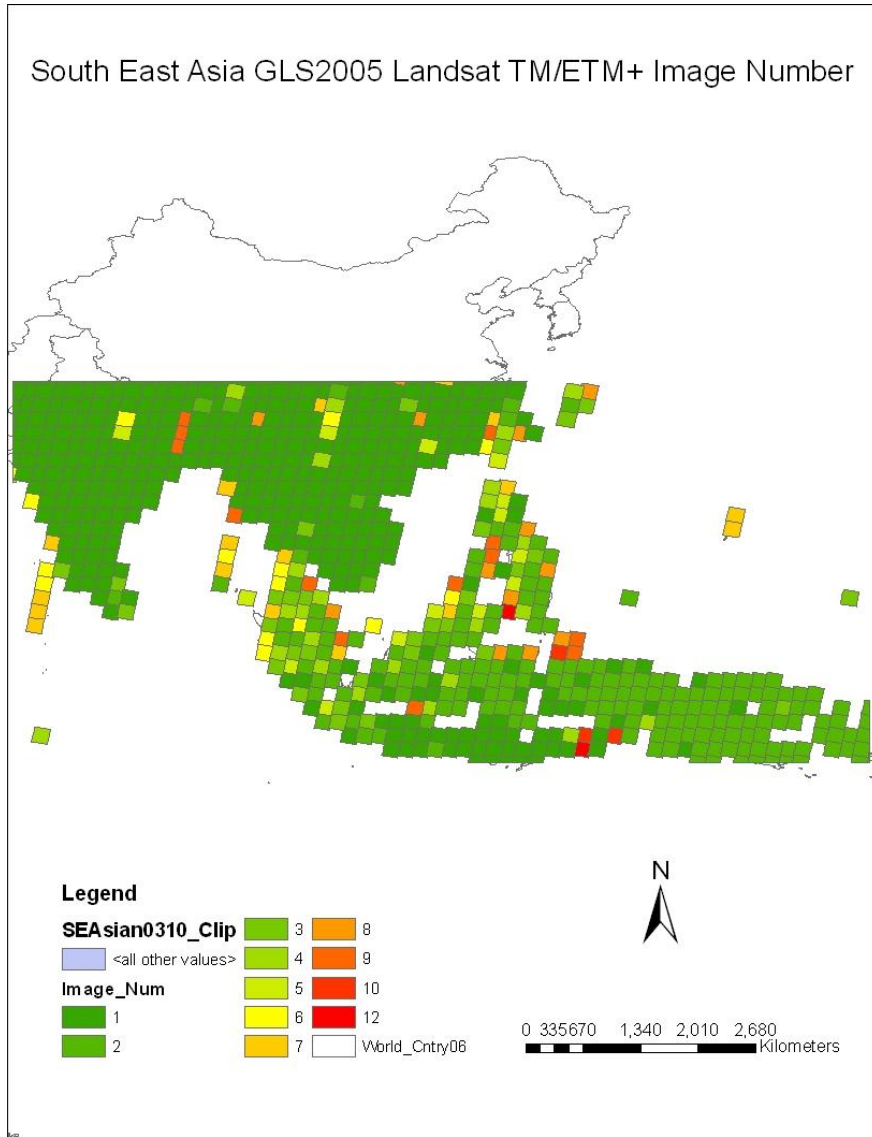 South East Asia GLS2005 Landsat TM/ETM+ Image Number
N
Legend
SEAsian0310_Clip
<all other values>
Image_Num
1
2
3
4
5
6
7
8
9
10
12
World_Cntry06
0 335670 1,340 2,010 2,680
Kilometers